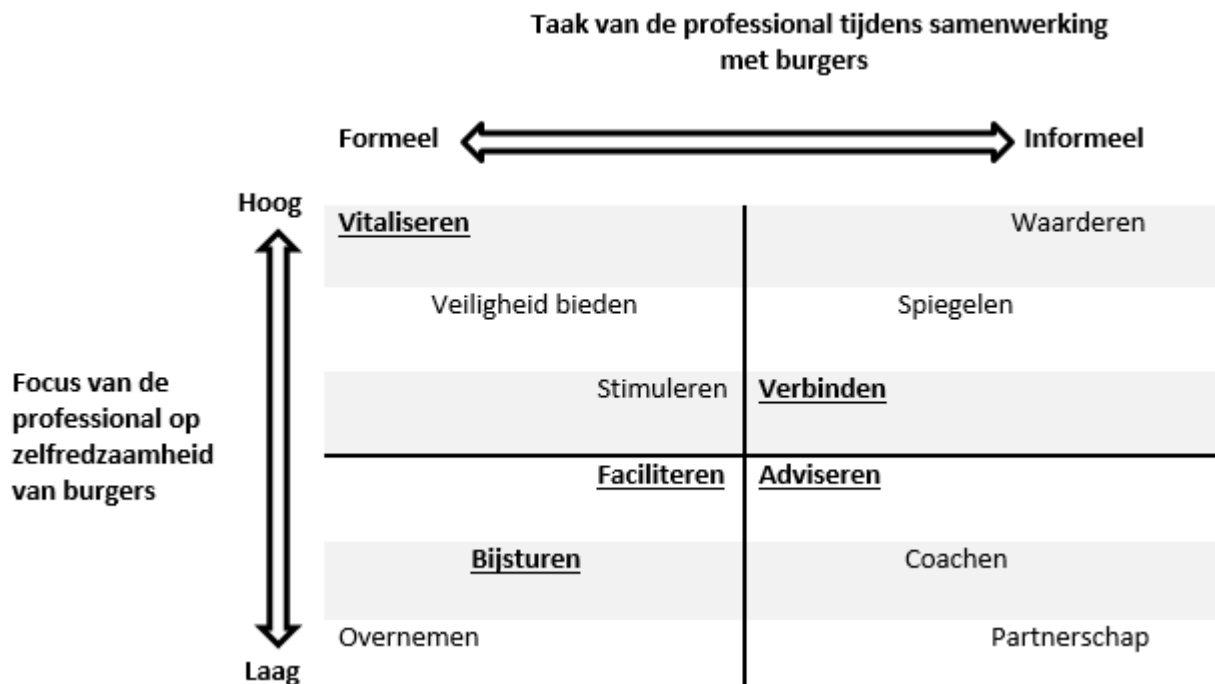 Taak van de professional tijdens samenwerking
met burgers
Formeel Informeel
Hoog
Vitaliseren Waarderen
Veiligheid bieden Spiegelen
Focus van de
professional op
zelfredzaamheid
van burgers
Stimuleren Verbinden
Faciliteren Adviseren
Bijsturen Coachen
Overnemen Partnerschap
Laag